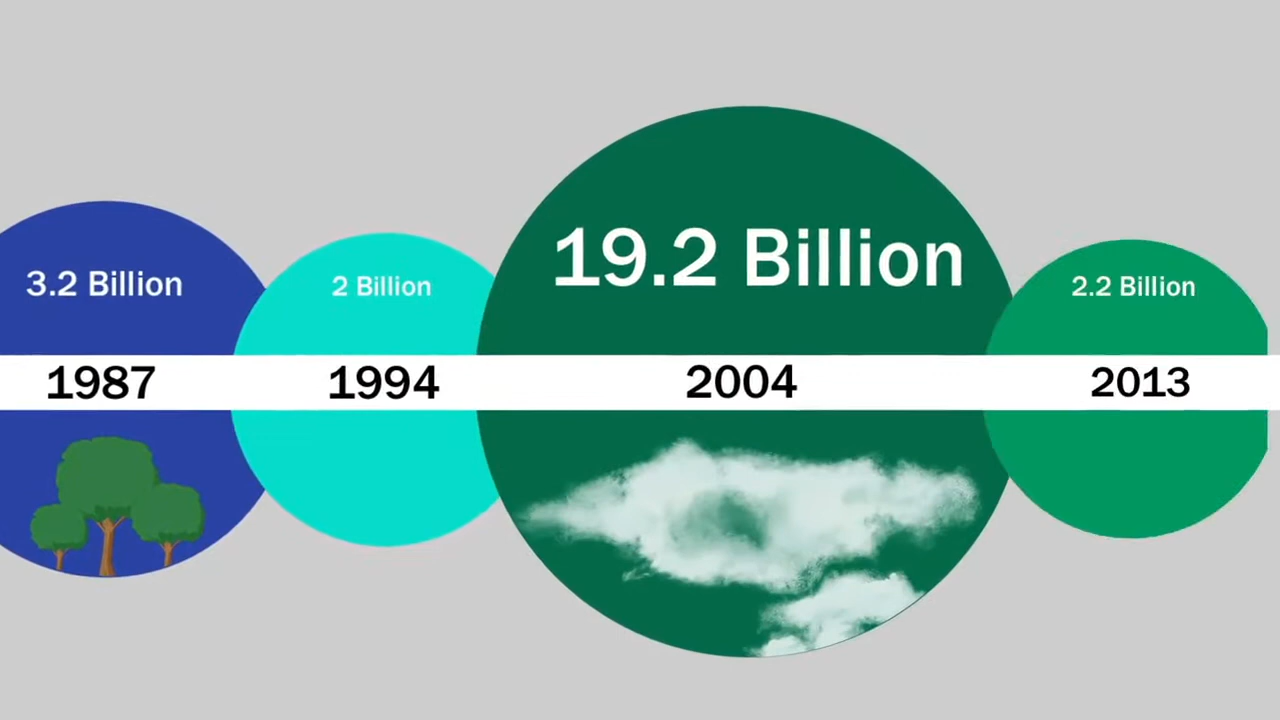 3.2 Billion
2 Billion
19.2 Billion
2.2 Billion
1987
1994
2004
2013